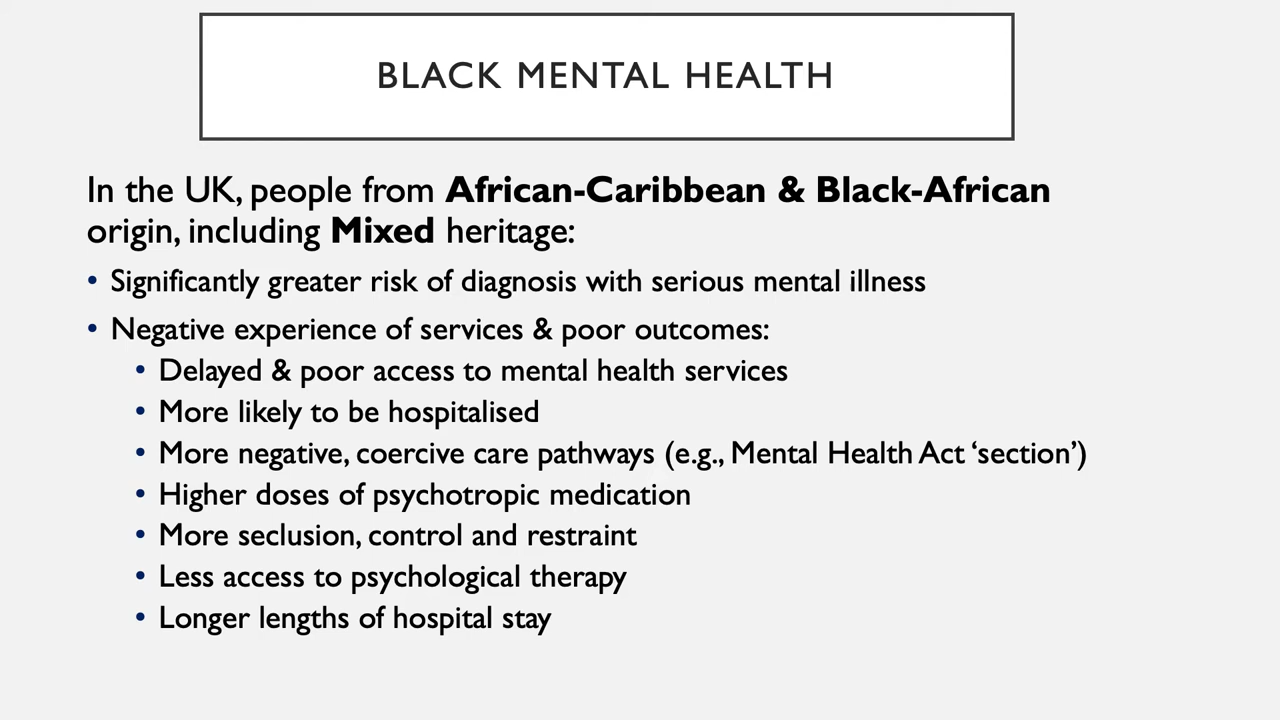 BLACK MENTAL HEALTH
In the UK, people from African-Caribbean & Black-African
origin, including Mixed heritage:
• Significantly greater risk of diagnosis with serious mental illness
• Negative experience of services & poor outcomes:
• Delayed & poor access to mental health services
• More likely to be hospitalised
• More negative, coercive care pathways (e.g., Mental Health Act ‘section’)
• Higher doses of psychotropic medication
• More seclusion, control and restraint
• Less access to psychological therapy
• Longer lengths of hospital stay